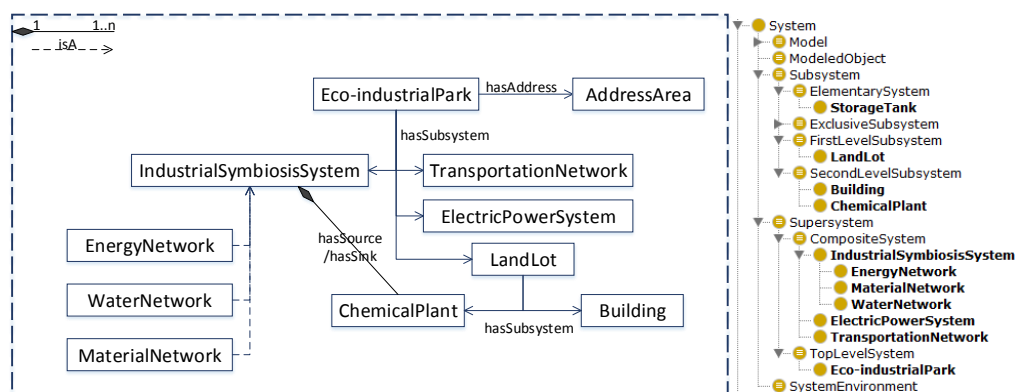 1
1..n
isA
Eco-industrialPark
hasAddress
AddressArea
hasSubsystem
IndustrialSymbiosisSystem
TransportationNetwork
ElectricPowerSystem
EnergyNetwork
hasSource
/hasSink
LandLot
WaterNetwork
ChemicalPlant
Building
hasSubsystem
MaterialNetwork
System
Model
ModeledObject
Subsystem
ElementarySystem
StorageTank
ExclusiveSubsystem
FirstLevelSubsystem
LandLot
SecondLevelSubsystem
Building
ChemicalPlant
Supersystem
CompositeSystem
IndustrialSymbiosisSystem
EnergyNetwork
MaterialNetwork
WaterNetwork
ElectricPowerSystem
TransportationNetwork
TopLevelSystem
Eco-industrialPark
SystemEnvironment